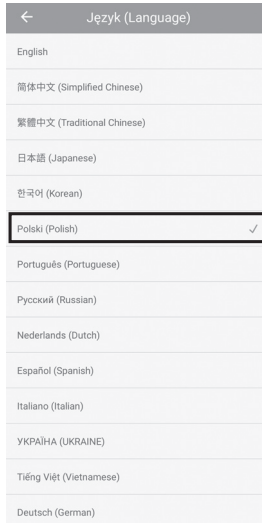 Język (Language)
English
简体中文 (Simplified Chinese)
繁體中文 (Traditional Chinese)
日本語 (Japanese)
한국어 (Korean)
Polski (Polish)
Português (Portuguese)
Русский (Russian)
Nederlands (Dutch)
Español (Spanish)
Italiano (Italian)
УКРАЇНА (UKRAINE)
Tiếng Việt (Vietnamese)
Deutsch (German)